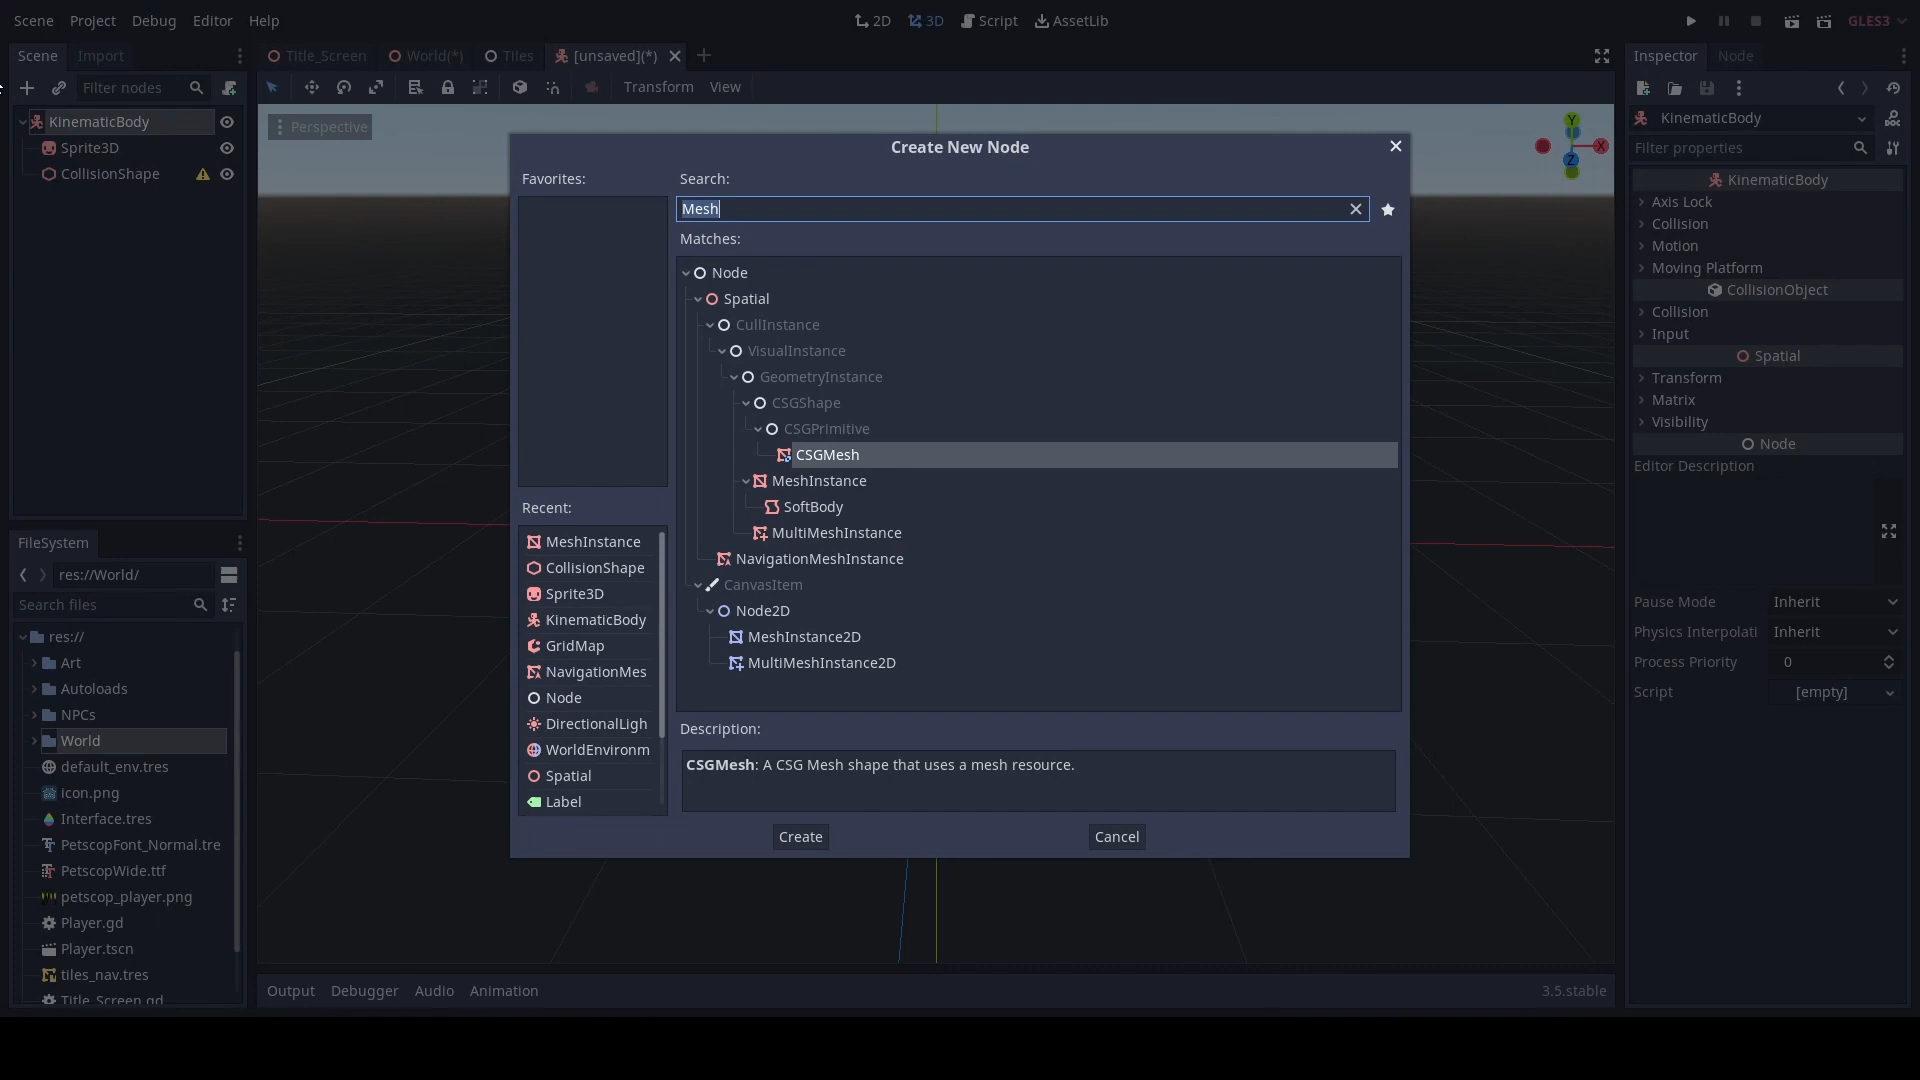 Scene Project Debug Editor Help
2D 3D Script AssetLib
GLES3
Scene Import
Title_Screen World(*) Tiles [unsaved](*)
Inspector Node
Filter nodes
Transform View
KinematicBody
Sprite3D
CollisionShape
Perspective
Y
X
Z
KinematicBody
Filter properties
KinematicBody
Axis Lock
Collision
Motion
Moving Platform
CollisionObject
Collision
Input
Spatial
Transform
Matrix
Visibility
Node
Editor Description
Pause Mode Inherit
Physics Interpolati Inherit
Process Priority 0
Script [empty]
Create New Node
Favorites:
Search:
Mesh
Matches:
Node
Spatial
CullInstance
VisualInstance
GeometryInstance
CSGShape
CSGPrimitive
CSGMesh
MeshInstance
SoftBody
MultiMeshInstance
NavigationMeshInstance
CanvasItem
Node2D
MeshInstance2D
MultiMeshInstance2D
Recent:
MeshInstance
CollisionShape
Sprite3D
KinematicBody
GridMap
NavigationMes
Node
DirectionalLigh
WorldEnvironm
Spatial
Label
Description:
CSGMesh: A CSG Mesh shape that uses a mesh resource.
Create Cancel
FileSystem
res://World/
Search files
res://
Art
Autoloads
NPCs
World
default_env.tres
icon.png
Interface.tres
PetscopFont_Normal.tre
PetscopWide.ttf
petscop_player.png
Player.gd
Player.tscn
tiles_nav.tres
Title_Screen.gd
Output Debugger Audio Animation
3.5.stable